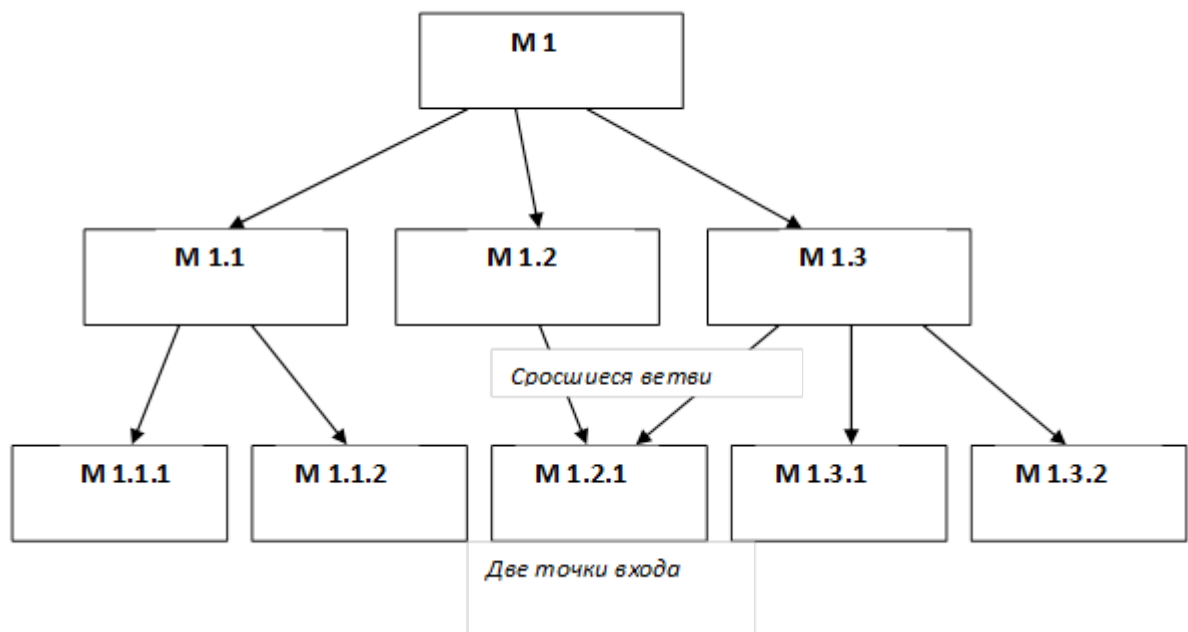 М 1
М 1.1
М 1.2
М 1.3
Сросшиеся ветви
М 1.1.1
М 1.1.2
М 1.2.1
М 1.3.1
М 1.3.2
Две точки входа